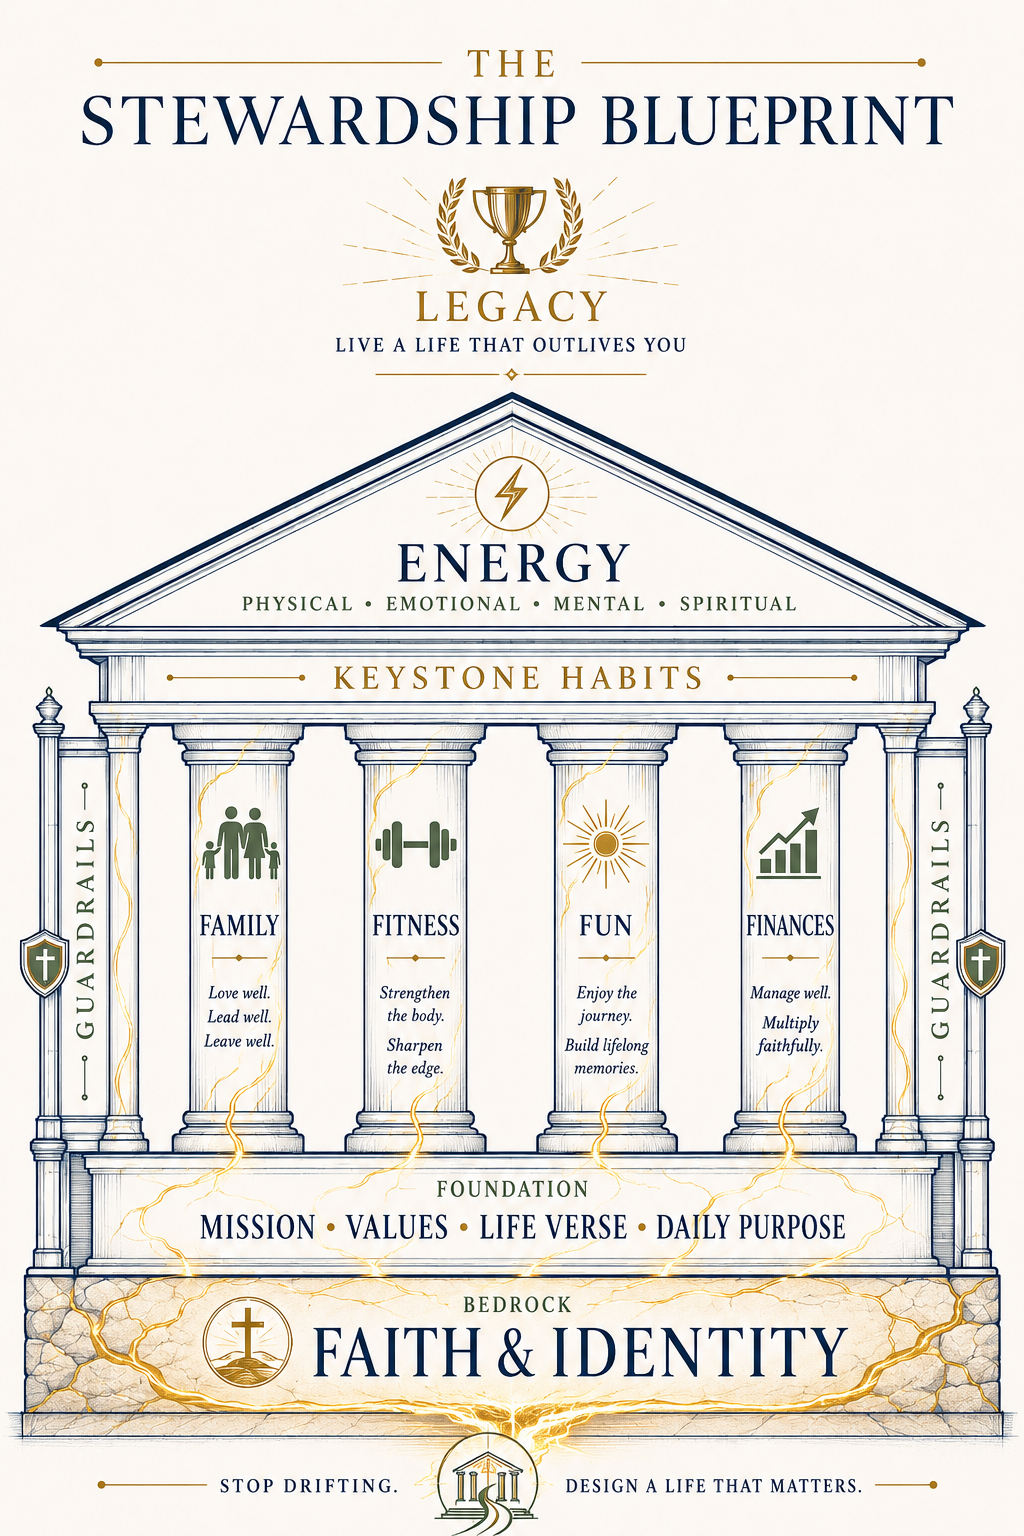 THE
STEWARDSHIP BLUEPRINT
LEGACY
LIVE A LIFE THAT OUTLIVES YOU
ENERGY
PHYSICAL • EMOTIONAL • MENTAL • SPIRITUAL
KEYSTONE HABITS
GUARDRAILS
FAMILY
Love well.
Lead well.
Leave well.
FITNESS
Strengthen
the body.
Sharpen
the edge.
FUN
Enjoy the
journey.
Build lifelong
memories.
FINANCES
Manage well.
Multiply
faithfully.
GUARDRAILS
FOUNDATION
MISSION • VALUES • LIFE VERSE • DAILY PURPOSE
BEDROCK
FAITH & IDENTITY
STOP DRIFTING.
DESIGN A LIFE THAT MATTERS.